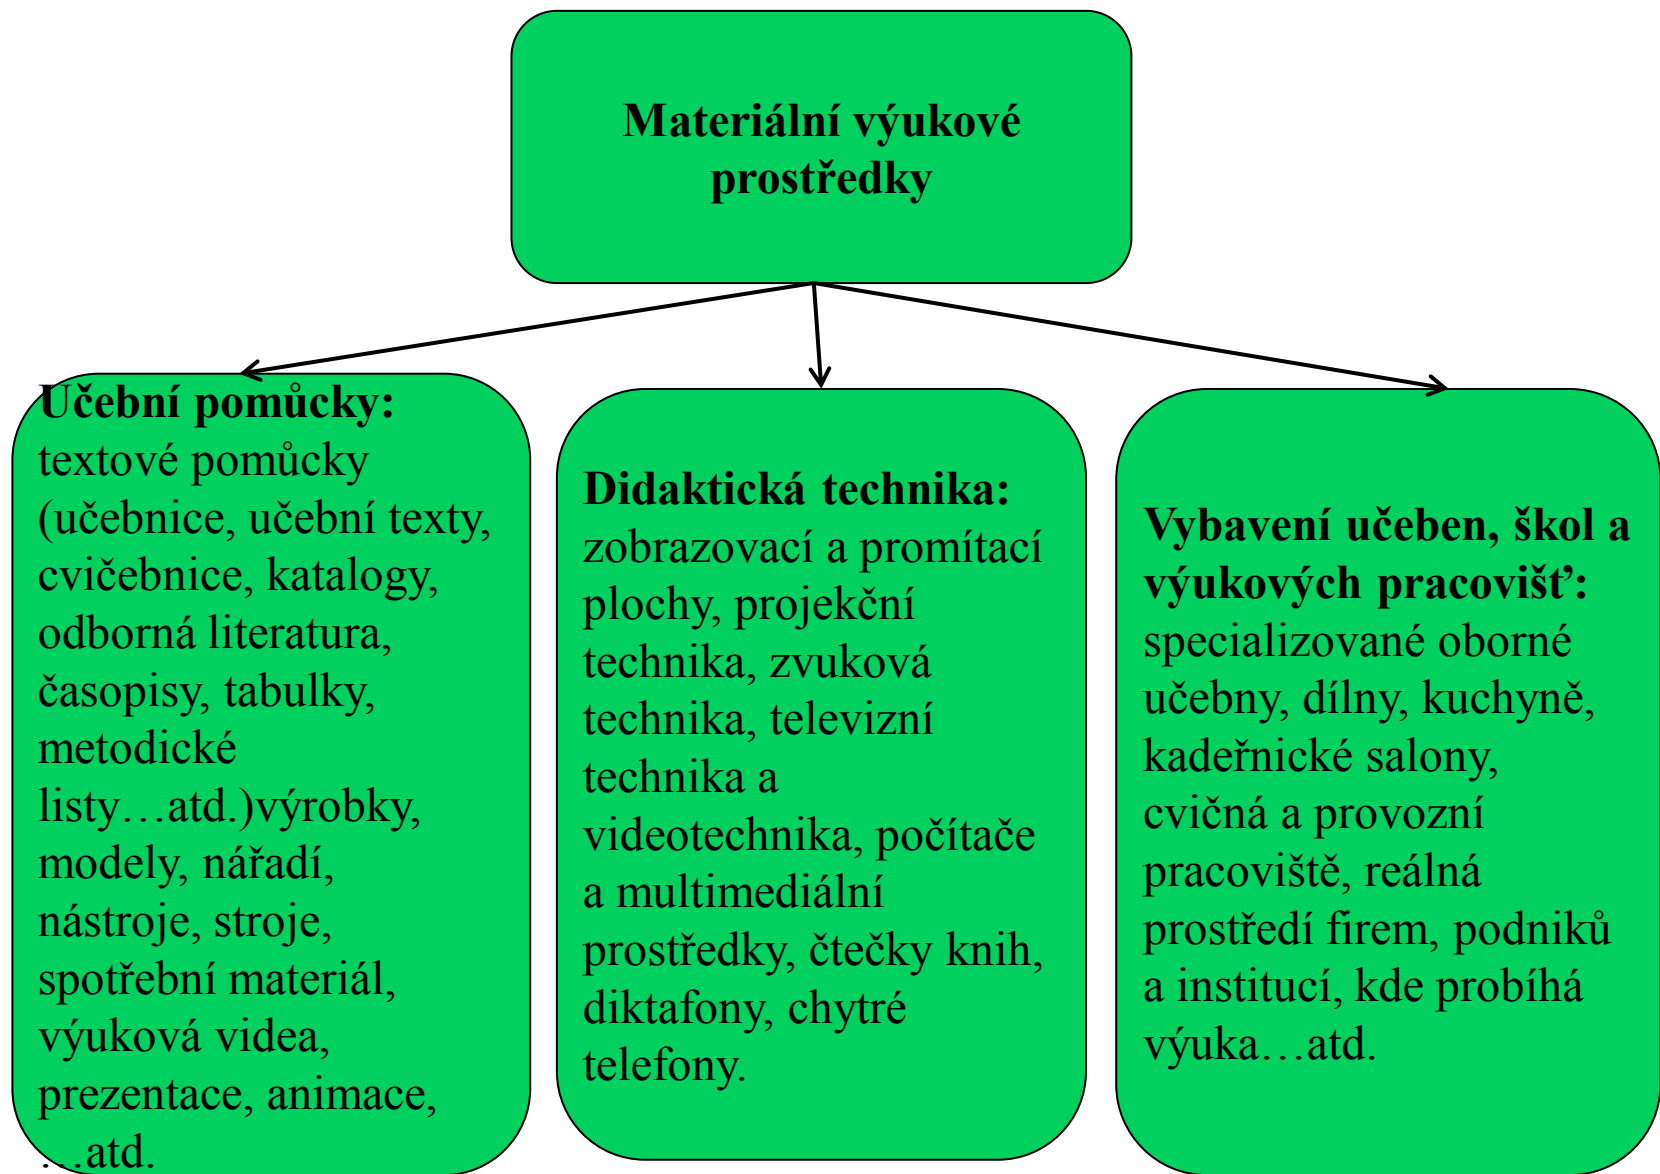 Materiální výukové
prostředky
Učební pomůcky:
textové pomůcky
(učebnice, učební texty,
cvičebnice, katalogy,
odborná literatura,
časopisy, tabulky,
metodické
listy…atd.)výrobky,
modely, nářadí,
nástroje, stroje,
spotřební materiál,
výuková videa,
prezentace, animace,
…atd.
Didaktická technika:
zobrazovací a promítací
plochy, projekční
technika, zvuková
technika, televizní
technika a
videotechnika, počítače
a multimediální
prostředky, čtečky knih,
diktafony, chytré
telefony.
Vybavení učeben, škol a
výukových pracovišť:
specializované oborné
učebny, dílny, kuchyně,
kadeřnické salony,
cvičná a provozní
pracoviště, reálná
prostředí firem, podniků
a institucí, kde probíhá
výuka…atd.